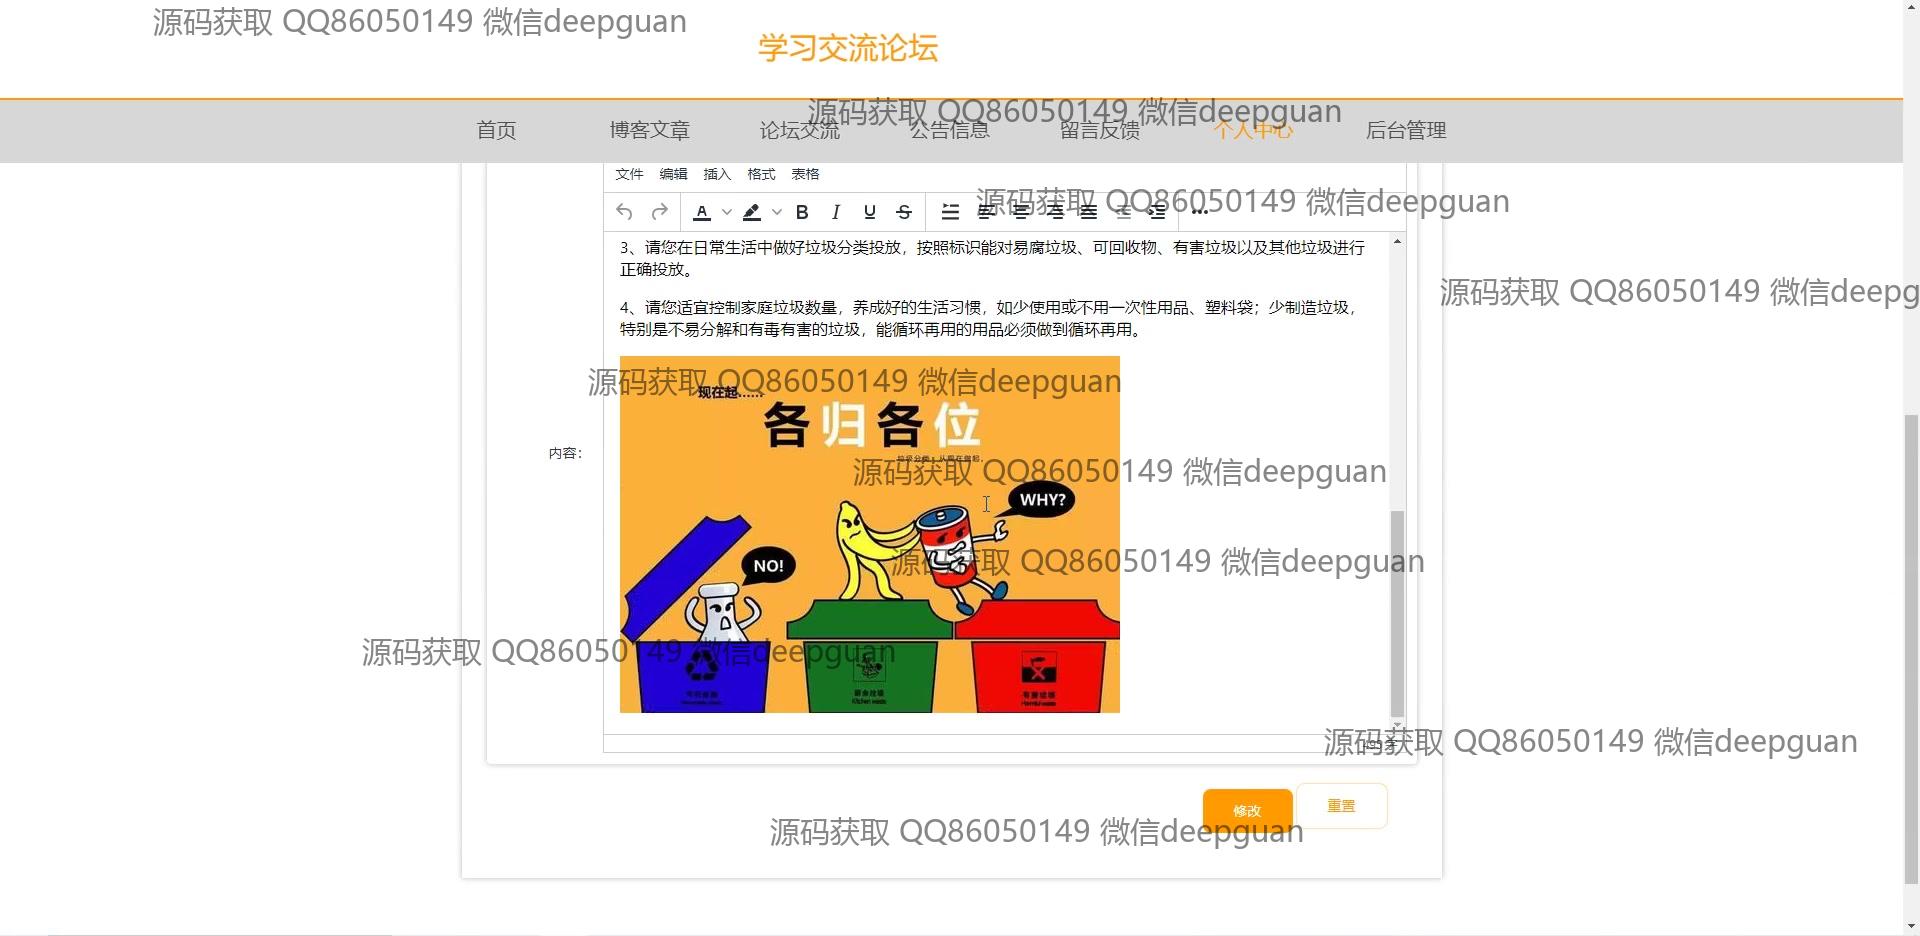 源码获取 QQ86050149 微信deepguan
学习交流论坛
源码获取 QQ86050149 微信deepguan
首页 博客文章 论坛交流 公告信息 留言反馈 个人中心 后台管理
文件 编辑 插入 格式 表格
源码获取 QQ86050149 微信deepguan
3、请您在日常生活中做好垃圾分类投放，按照标识能对易腐垃圾、可回收物、有害垃圾以及其他垃圾进行
正确投放。
源码获取 QQ86050149 微信deepg
4、请您适宜控制家庭垃圾数量，养成好的生活习惯，如少使用或不用一次性用品、塑料袋；少制造垃圾，
特别是不易分解和有毒有害的垃圾，能循环再用的用品必须做到循环再用。
源码获取 QQ86050149 微信deepguan
现在起......
各归各位
内容：
源码获取 QQ86050149 微信deepguan
WHY?
NO!
源码获取 QQ86050149 微信deepguan
源码获取 QQ86050149 微信deepguan
厨余垃圾
Kitchen waste
有害垃圾
Harmful waste
源码获取 QQ86050149 微信deepguan
修改 重置
源码获取 QQ86050149 微信deepguan